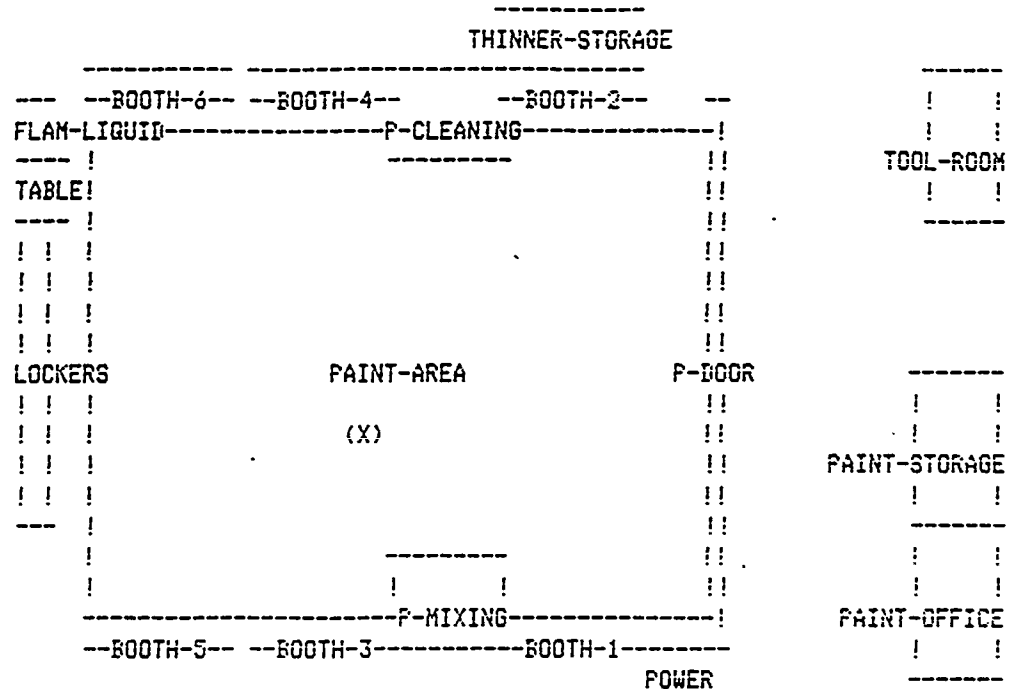 THINNER-STORAGE
BOOTH-6 BOOTH-4 BOOTH-2
FLAM-LIQUID P-CLEANING
TOOL-ROOM
TABLE
LOCKERS PAINT-AREA P-DOOR
(X)
PAINT-STORAGE
P-MIXING PAINT-OFFICE
BOOTH-5 BOOTH-3 BOOTH-1
POWER